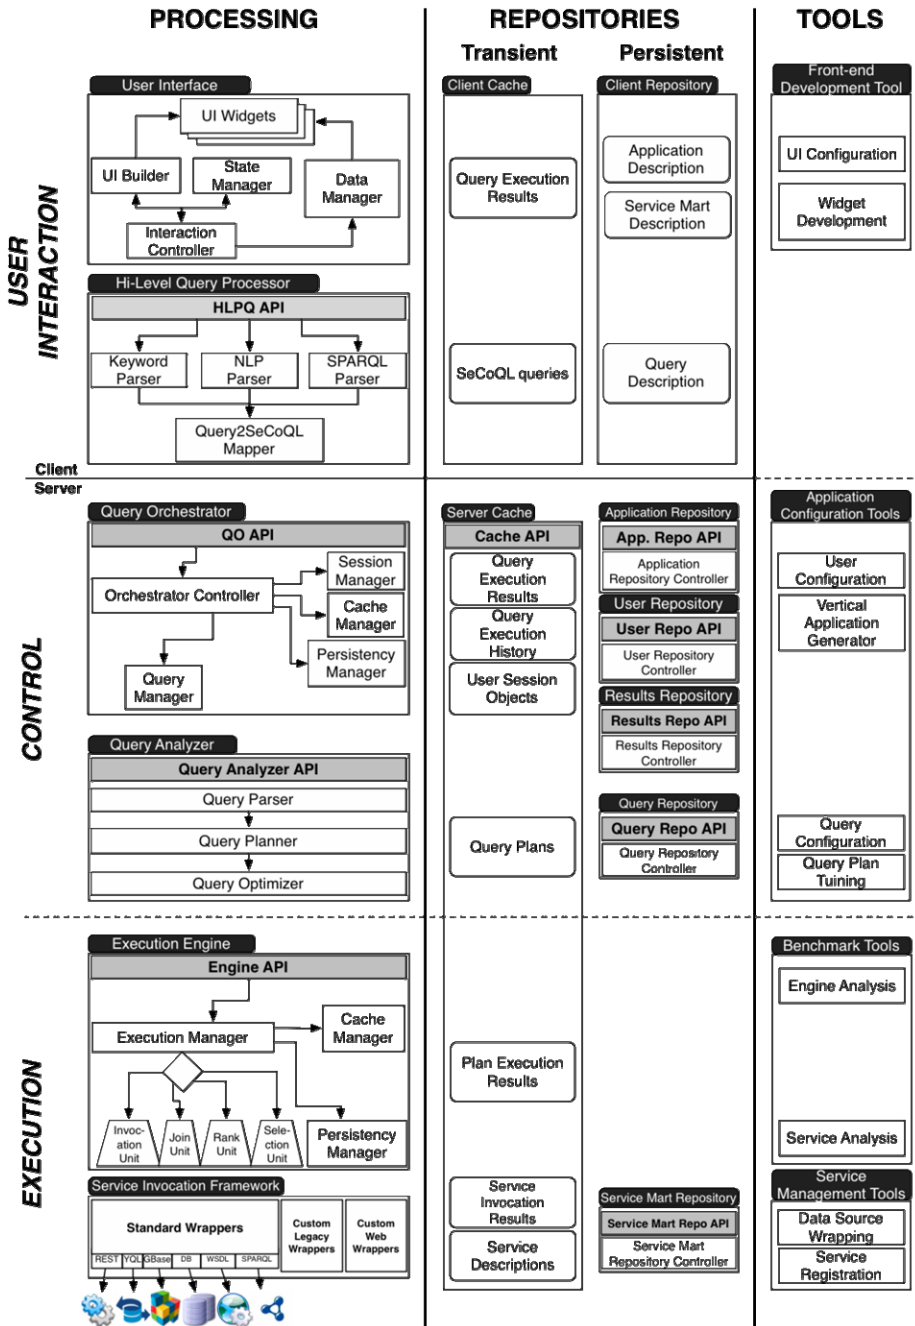 PROCESSING
REPOSITORIES
TOOLS
Transient
Persistent
USER
INTERACTION
User Interface
UI Widgets
UI Builder
State
Manager
Data
Manager
Interaction
Controller
Hi-Level Query Processor
HLPQ API
Keyword
Parser
NLP
Parser
SPARQL
Parser
Query2SeCoQL
Mapper
Client Cache
Query Execution
Results
SeCoQL queries
Client Repository
Application
Description
Service Mart
Description
Query
Description
Front-end
Development Tool
UI Configuration
Widget
Development
Client
Server
CONTROL
Query Orchestrator
QO API
Orchestrator Controller
Session
Manager
Cache
Manager
Persistency
Manager
Query
Manager
Query Analyzer
Query Analyzer API
Query Parser
Query Planner
Query Optimizer
Server Cache
Cache API
Query
Execution
Results
Query
Execution
History
User Session
Objects
Query Plans
Application Repository
App. Repo API
Application
Repository Controller
User Repository
User Repo API
User Repository
Controller
Results Repository
Results Repo API
Results Repository
Controller
Query Repository
Query Repo API
Query Repository
Controller
Application
Configuration Tools
User
Configuration
Vertical
Application
Generator
Query
Configuration
Query Plan
Tuining
EXECUTION
Execution Engine
Engine API
Execution Manager
Cache
Manager
Invoc-
ation
Unit
Join
Unit
Rank
Unit
Sele-
ction
Unit
Persistency
Manager
Service Invocation Framework
Standard Wrappers
REST YQL GBase DB WSDL SPARQL
Custom
Legacy
Wrappers
Custom
Web
Wrappers
Plan Execution
Results
Service
Invocation
Results
Service
Descriptions
Service Mart Repository
Service Mart Repo API
Service Mart
Repository Controller
Benchmark Tools
Engine Analysis
Service Analysis
Service
Management Tools
Data Source
Wrapping
Service
Registration